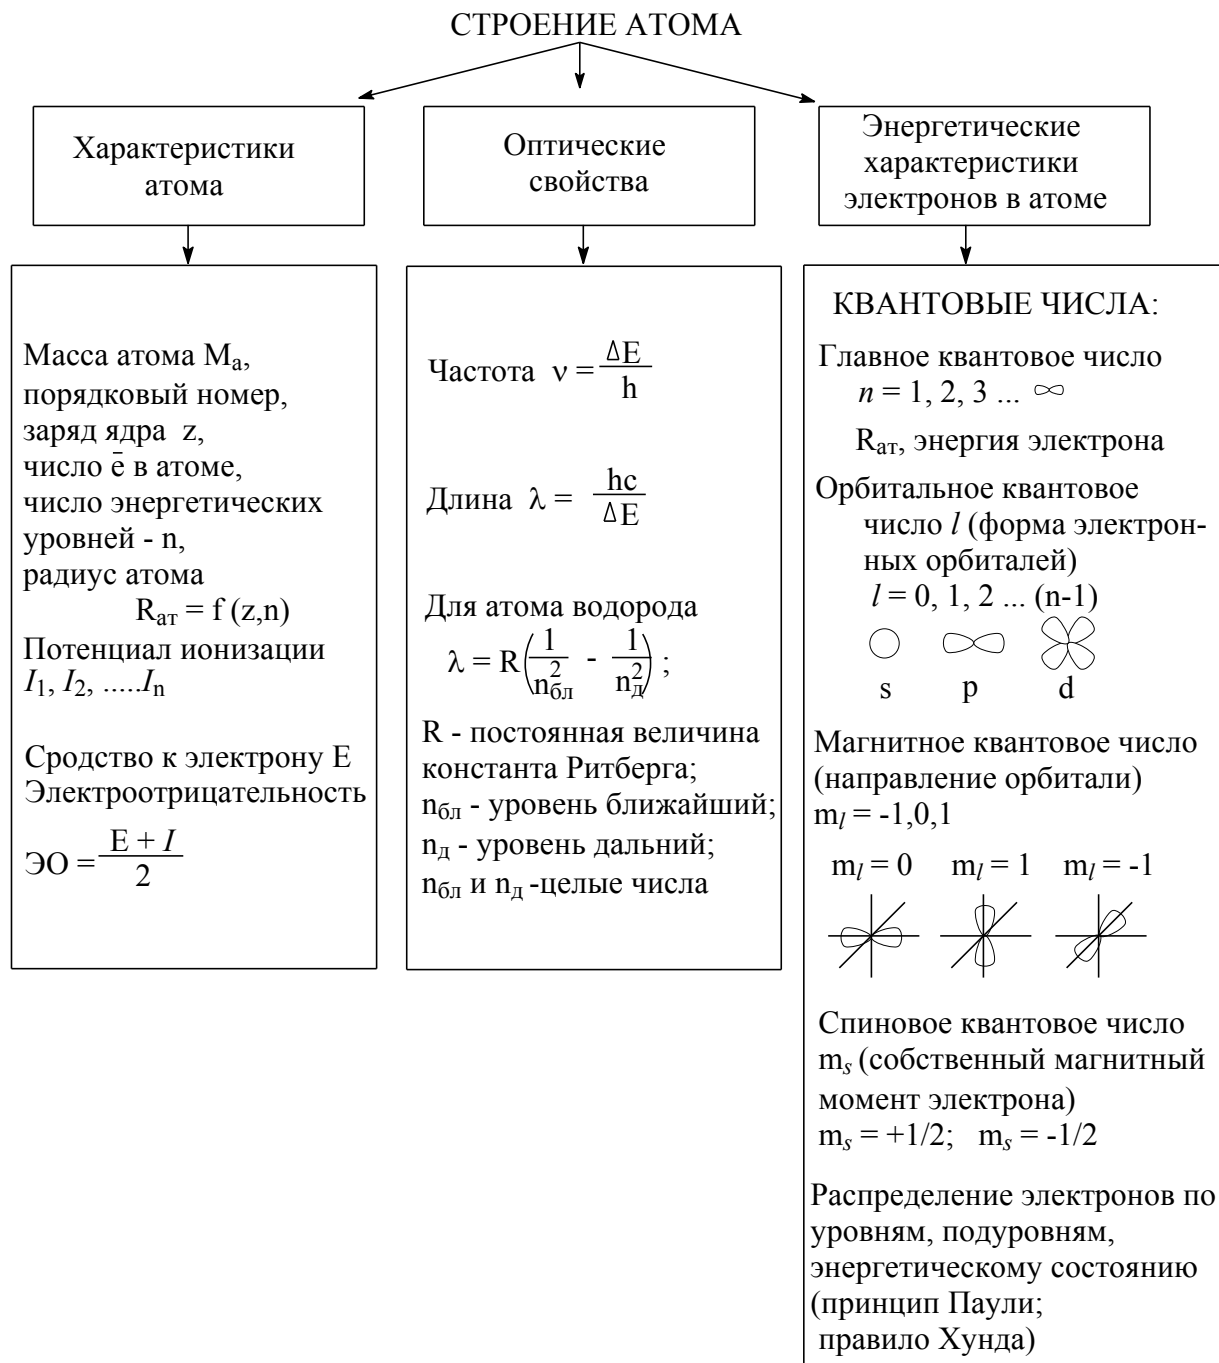 СТРОЕНИЕ АТОМА
Характеристики
атома
Оптические
свойства
Энергетические
характеристики
электронов в атоме
Масса атома Mа,
порядковый номер,
заряд ядра z,
число ē в атоме,
число энергетических
уровней - n,
радиус атома
Rат = f (z,n)
Потенциал ионизации
I1, I2, .....In
Сродство к электрону E
Электроотрицательность
ЭО = E + I / 2
Частота ν = ΔE / h
Длина λ = hc / ΔE
Для атома водорода
λ = R(1/n²бл - 1/n²д) ;
R - постоянная величина
константа Ритберга;
nбл - уровень ближайший;
nд - уровень дальний;
nбл и nд -целые числа
КВАНТОВЫЕ ЧИСЛА:
Главное квантовое число
n = 1, 2, 3 ... ∞
Rат, энергия электрона
Орбитальное квантовое
число l (форма электрон-
ных орбиталей)
l = 0, 1, 2 ... (n-1)
s p d
Магнитное квантовое число
(направление орбитали)
ml = -1,0,1
ml = 0 ml = 1 ml = -1
Спиновое квантовое число
ms (собственный магнитный
момент электрона)
ms = +1/2; ms = -1/2
Распределение электронов по
уровням, подуровням,
энергетическому состоянию
(принцип Паули;
правило Хунда)